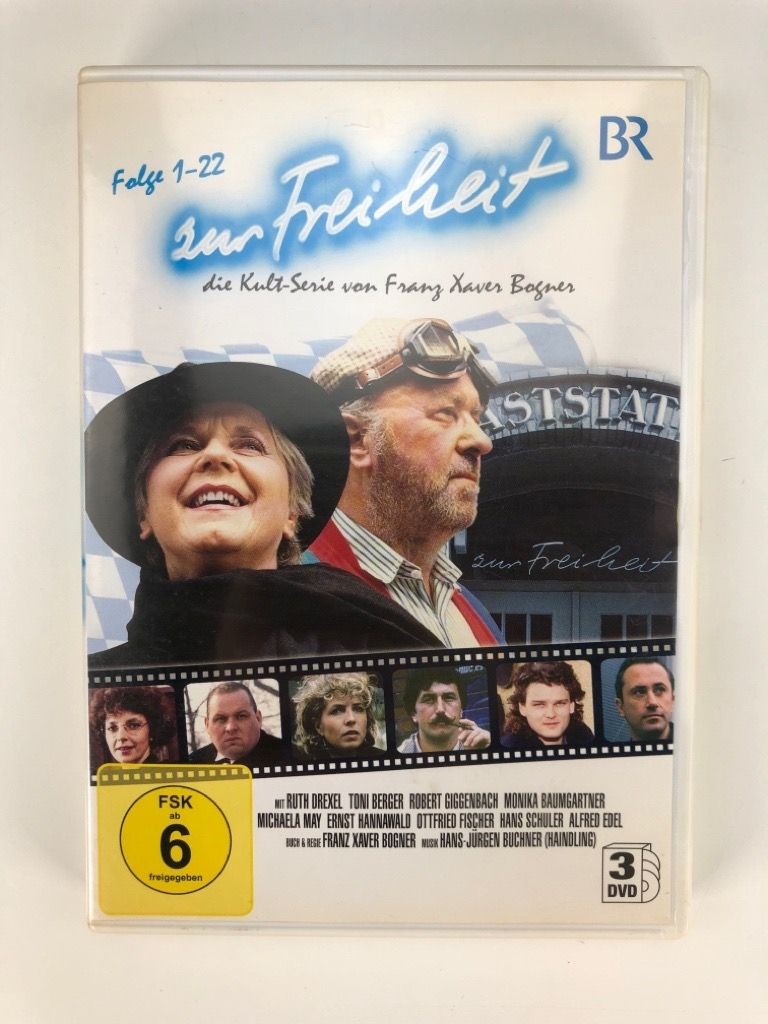 BR
Folge 1-22
zur Freiheit
die Kult-Serie von Franz Xaver Bogner
ASTSTÄT
zur Freiheit
MIT RUTH DREXEL TONI BERGER ROBERT GIGGENBACH MONIKA BAUMGARTNER
MICHAELA MAY ERNST HANNAWALD OTTFRIED FISCHER HANS SCHULER ALFRED EDEL
BUCH & REGIE FRANZ XAVER BOGNER MUSIK HANS-JÜRGEN BUCHNER (HAINDLING)
FSK
ab
6
freigegeben
3
DVD